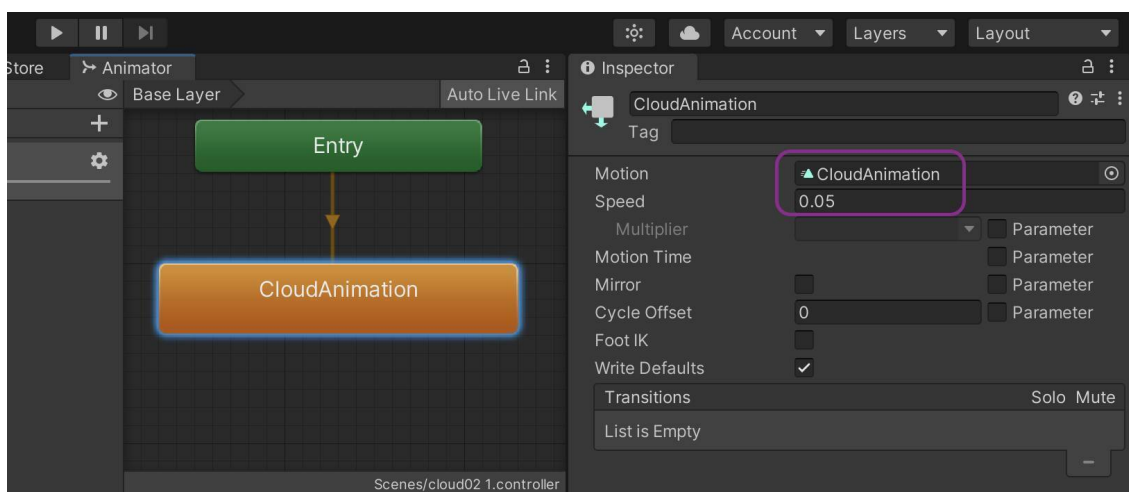 Account Layers Layout
Store Animator
Base Layer Auto Live Link
Entry
CloudAnimation
Scenes/cloud02 1.controller
Inspector
CloudAnimation
Tag
Motion CloudAnimation
Speed 0.05
Multiplier Parameter
Motion Time Parameter
Mirror Parameter
Cycle Offset 0 Parameter
Foot IK
Write Defaults
Transitions Solo Mute
List is Empty